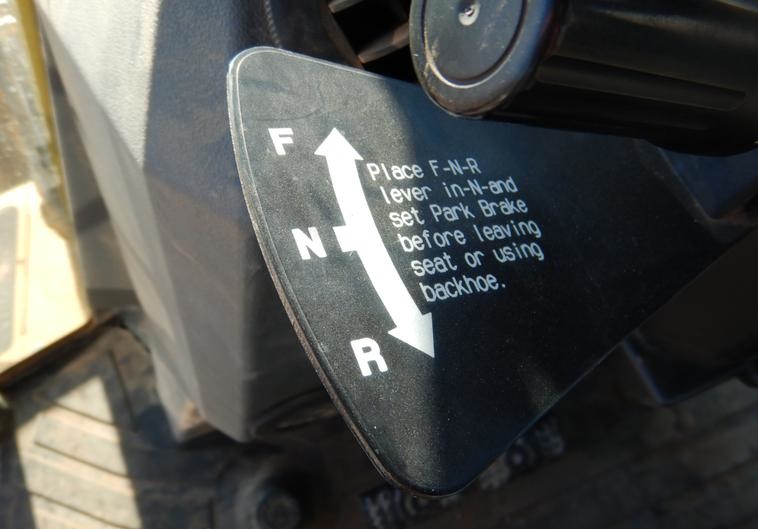 F
N
R
Place F-N-R
lever in-N-and
set Park Brake
before leaving
seat or using
backhoe.